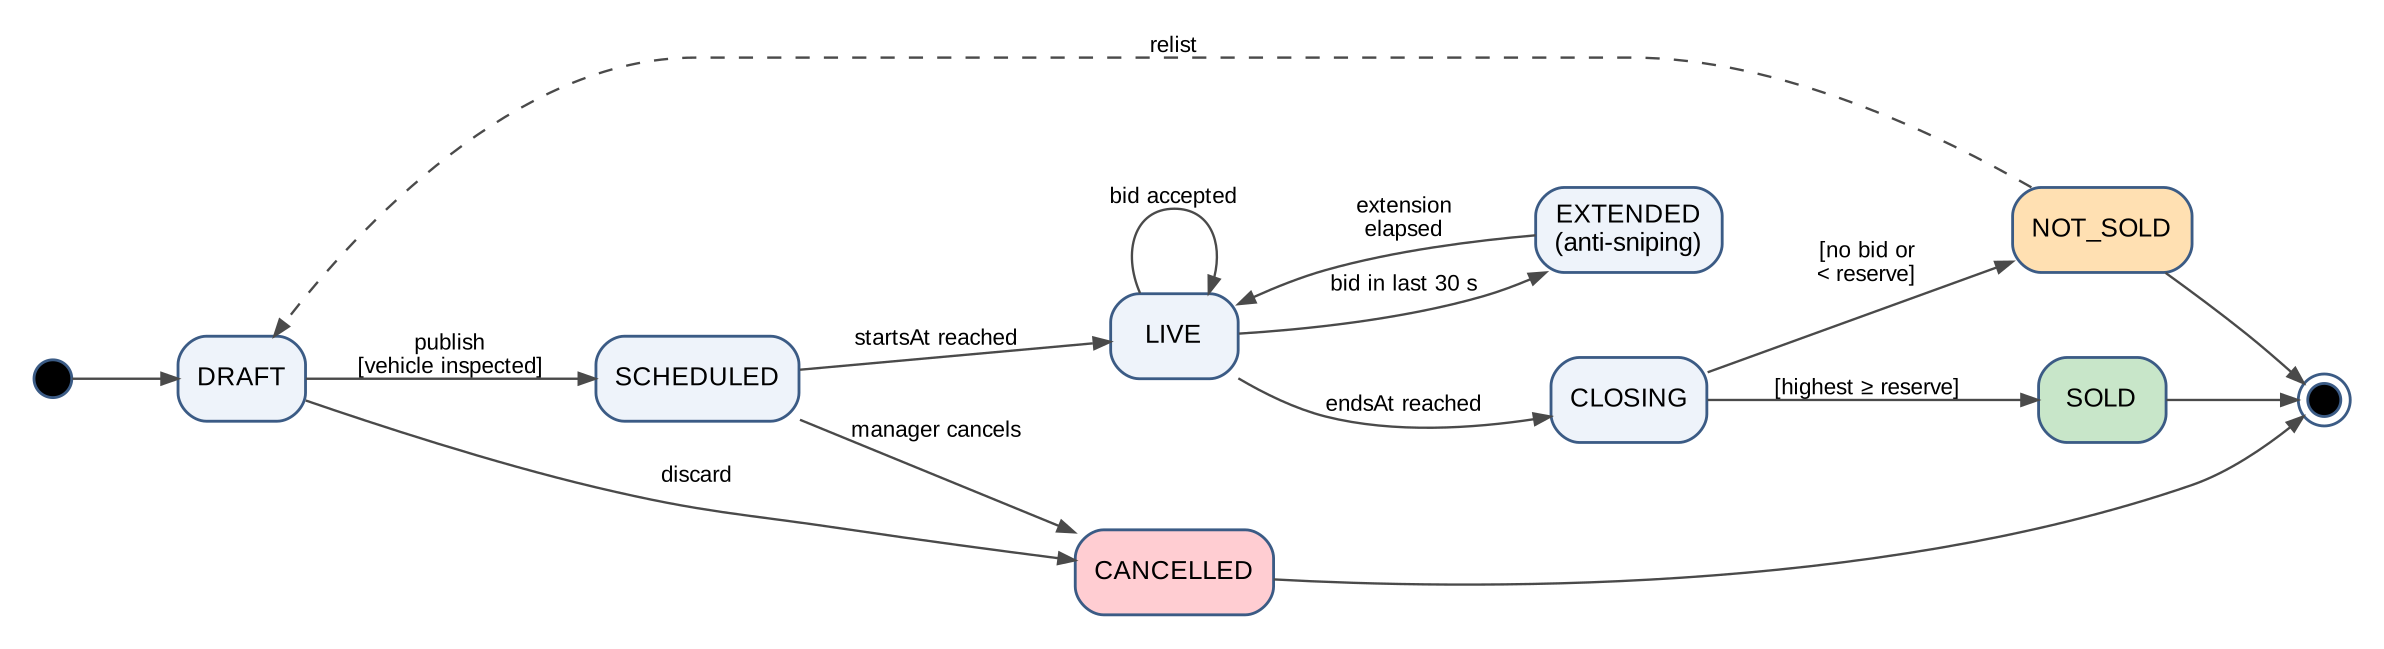 relist
bid accepted
extension
elapsed
EXTENDED
(anti-sniping)
NOT_SOLD
[no bid or
< reserve]
bid in last 30 s
LIVE
startsAt reached
publish
[vehicle inspected]
DRAFT
SCHEDULED
endsAt reached
CLOSING
[highest ≥ reserve]
SOLD
manager cancels
discard
CANCELLED